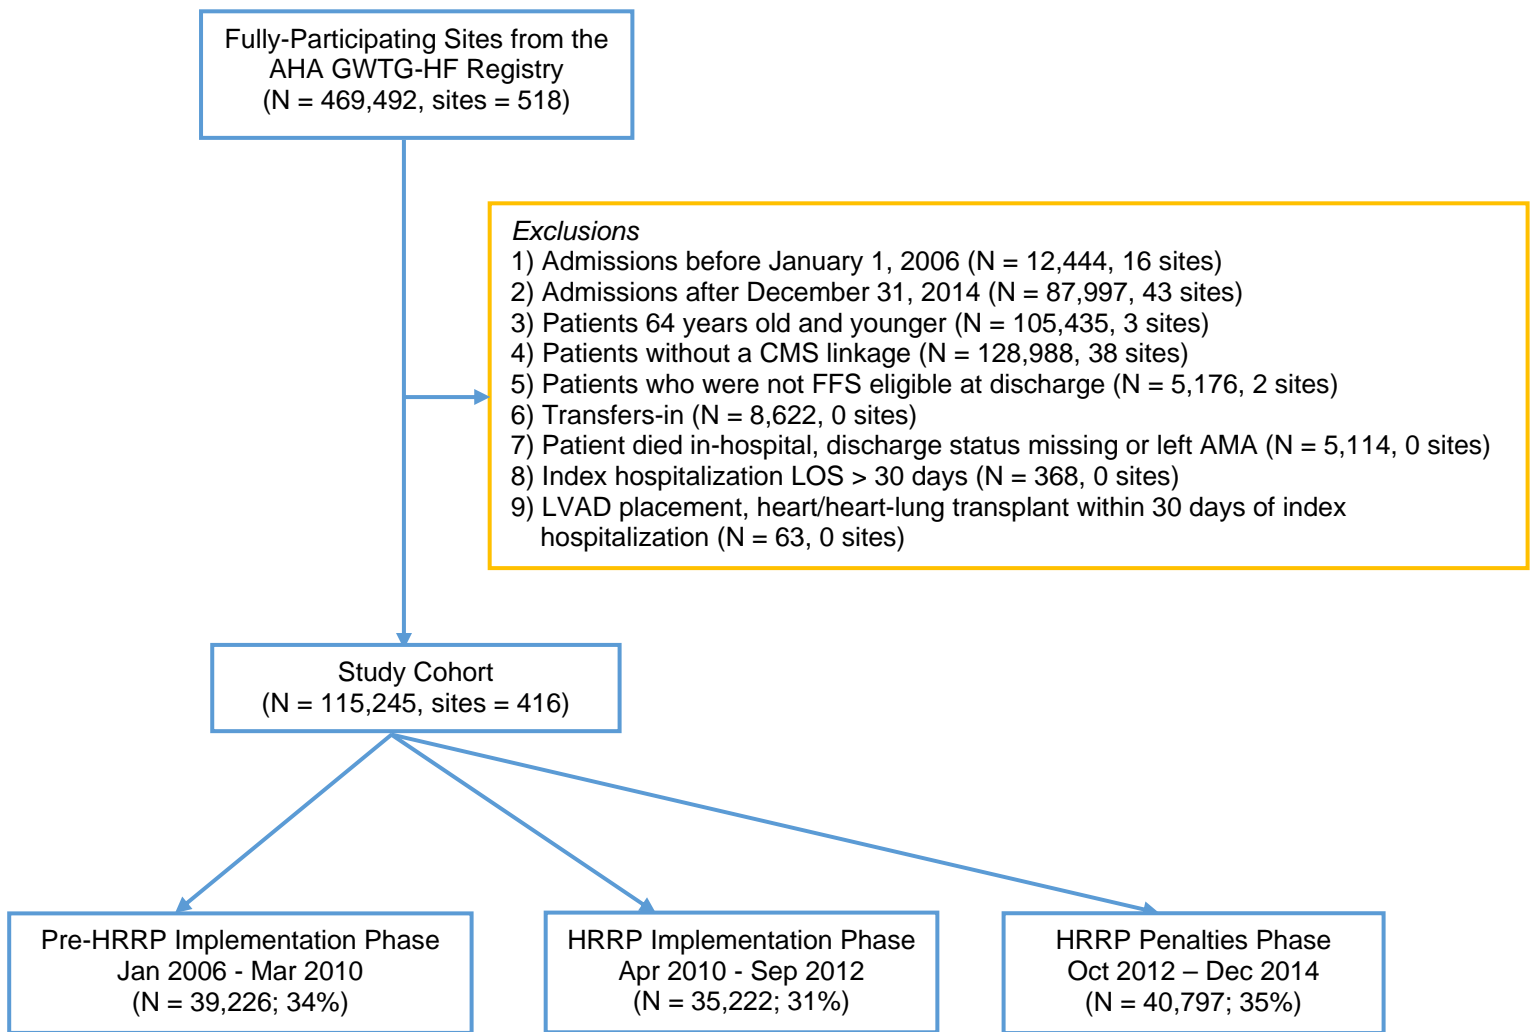 Fully-Participating Sites from the
AHA GWTG-HF Registry
(N = 469,492, sites = 518)
Exclusions
1) Admissions before January 1, 2006 (N = 12,444, 16 sites)
2) Admissions after December 31, 2014 (N = 87,997, 43 sites)
3) Patients 64 years old and younger (N = 105,435, 3 sites)
4) Patients without a CMS linkage (N = 128,988, 38 sites)
5) Patients who were not FFS eligible at discharge (N = 5,176, 2 sites)
6) Transfers-in (N = 8,622, 0 sites)
7) Patient died in-hospital, discharge status missing or left AMA (N = 5,114, 0 sites)
8) Index hospitalization LOS > 30 days (N = 368, 0 sites)
9) LVAD placement, heart/heart-lung transplant within 30 days of index
hospitalization (N = 63, 0 sites)
Study Cohort
(N = 115,245, sites = 416)
Pre-HRRP Implementation Phase
Jan 2006 - Mar 2010
(N = 39,226; 34%)
HRRP Implementation Phase
Apr 2010 - Sep 2012
(N = 35,222; 31%)
HRRP Penalties Phase
Oct 2012 – Dec 2014
(N = 40,797; 35%)